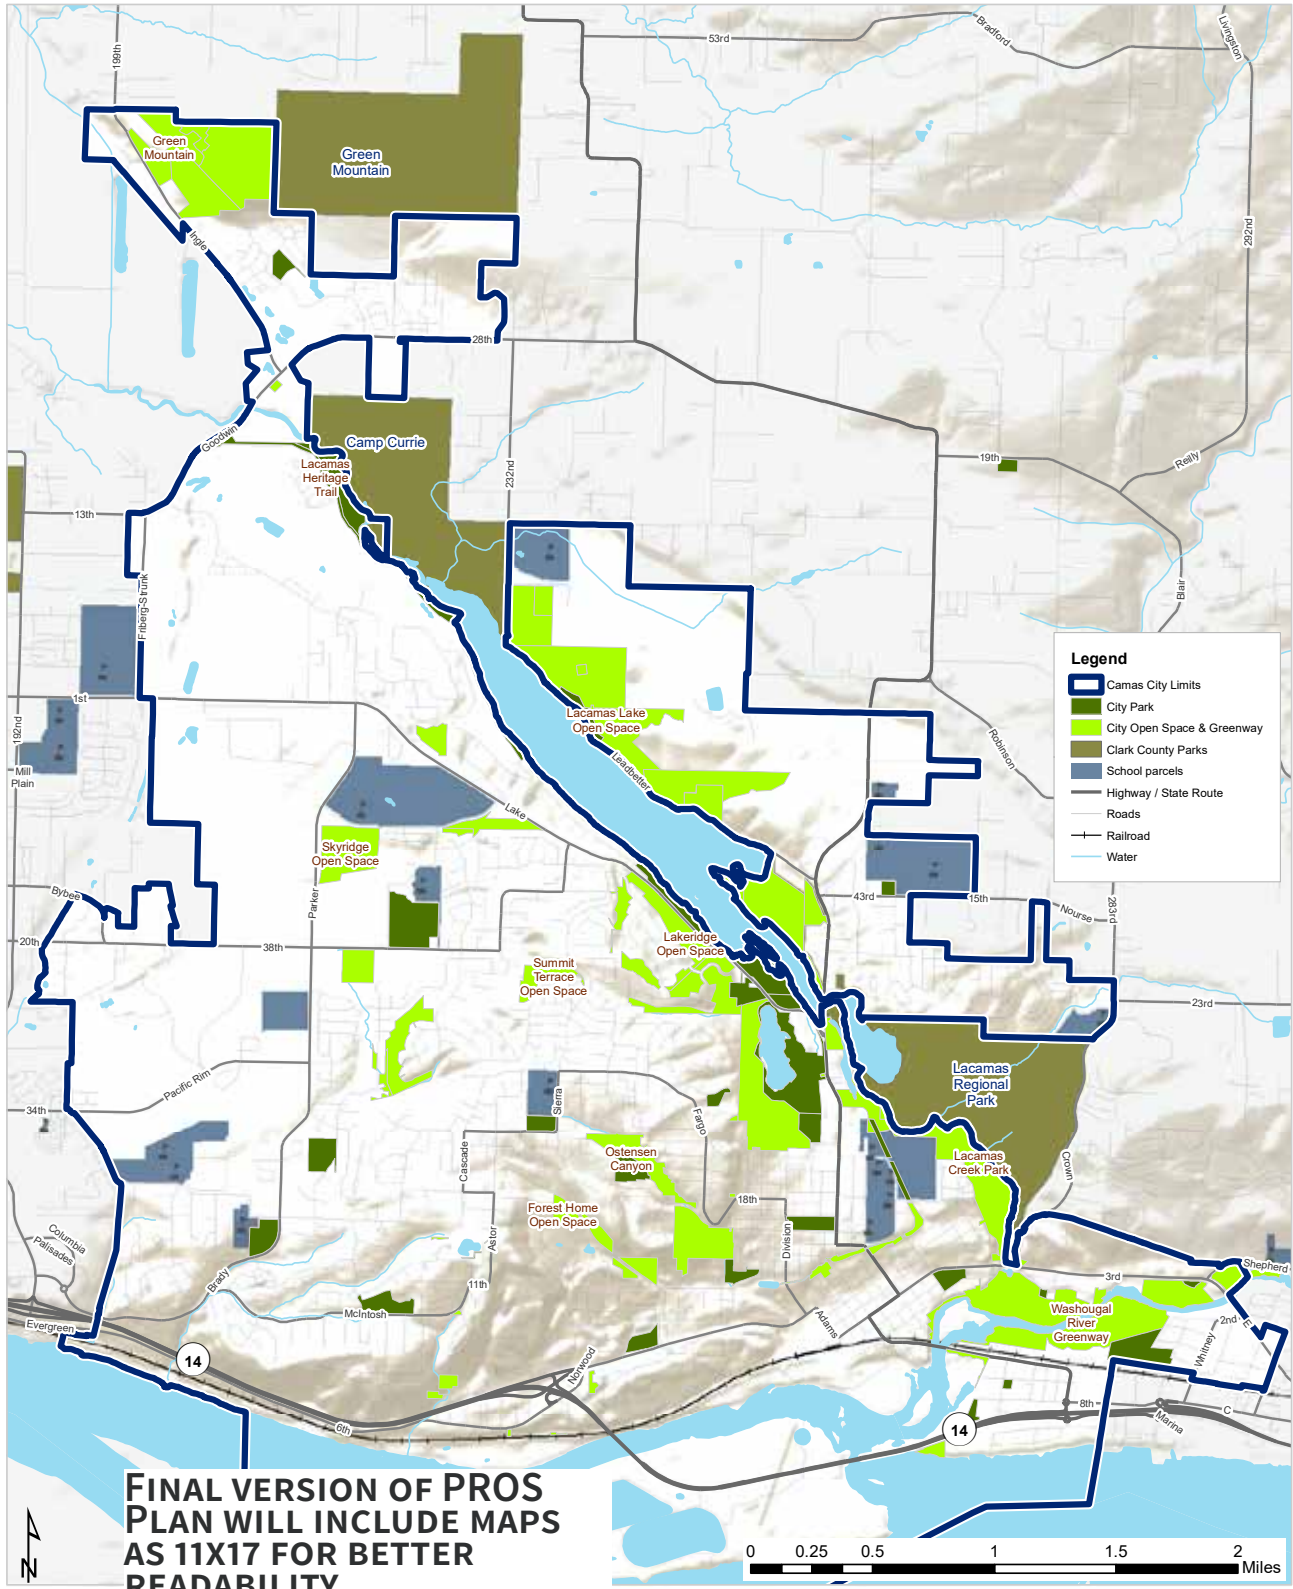 53rd
Bradford
Livingston
199th
Green
Mountain
Green
Mountain
292nd
Ingle
28th
Goodwin
Camp Currie
Lacamas
Heritage
Trail
232nd
19th
Reilly
13th
Friberg-Strunk
Blair
Legend
Camas City Limits
City Park
City Open Space & Greenway
Clark County Parks
School parcels
Highway / State Route
Roads
Railroad
Water
1st
192nd
Mill
Plain
Lacamas Lake
Open Space
Leadbetter
Robinson
Lake
Skyridge
Open Space
Parker
Bybee
43rd
15th
Nourse
283rd
20th
38th
Lakeridge
Open Space
Summit
Terrace
Open Space
23rd
Pacific Rim
Lacamas
Regional
Park
34th
Sierra
Fargo
Cascade
Ostensen
Canyon
Lacamas
Creek Park
Crown
18th
Forest Home
Open Space
Columbia
Palisades
Astor
Division
Brady
11th
3rd
Shepherd
McIntosh
Evergreen
Adams
Washougal
River
Greenway
2nd
E
Whitney
14
Norwood
6th
8th
C
Marina
14
FINAL VERSION OF PROS
PLAN WILL INCLUDE MAPS
AS 11X17 FOR BETTER
READABILITY
N
0 0.25 0.5 1 1.5 2
Miles